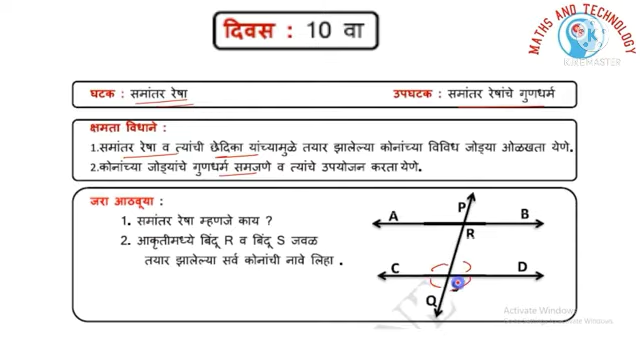 MATHS AND TECHNOLOGY
K
दिवस : 10 वा
KINEMASTER
घटक : समांतर रेषा
उपघटक : समांतर रेषांचे गुणधर्म
क्षमता विधाने :
1.समांतर रेषा व त्यांची छेदिका यांच्यामुळे तयार झालेल्या कोनांच्या विविध जोड्या ओळखता येणे.
2.कोनांच्या जोड्यांचे गुणधर्म समजणे व त्यांचे उपयोजन करता येणे.
जरा आठवूया :
1. समांतर रेषा म्हणजे काय ?
2. आकृतीमध्ये बिंदू R व बिंदू S जवळ
तयार झालेल्या सर्व कोनांची नावे लिहा .
P
A
B
R
C
D
Q
Activate Windows